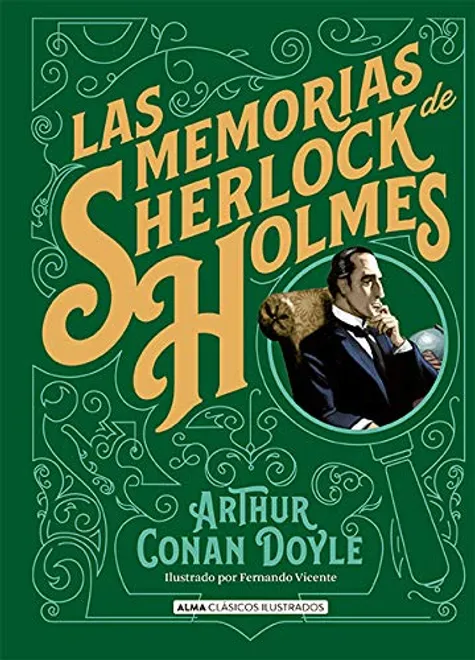 LAS
MEMORIAS de
SHERLOCK
HOLMES
ARTHUR
CONAN DOYLE
Ilustrado por Fernando Vicente
ALMA CLÁSICOS ILUSTRADOS